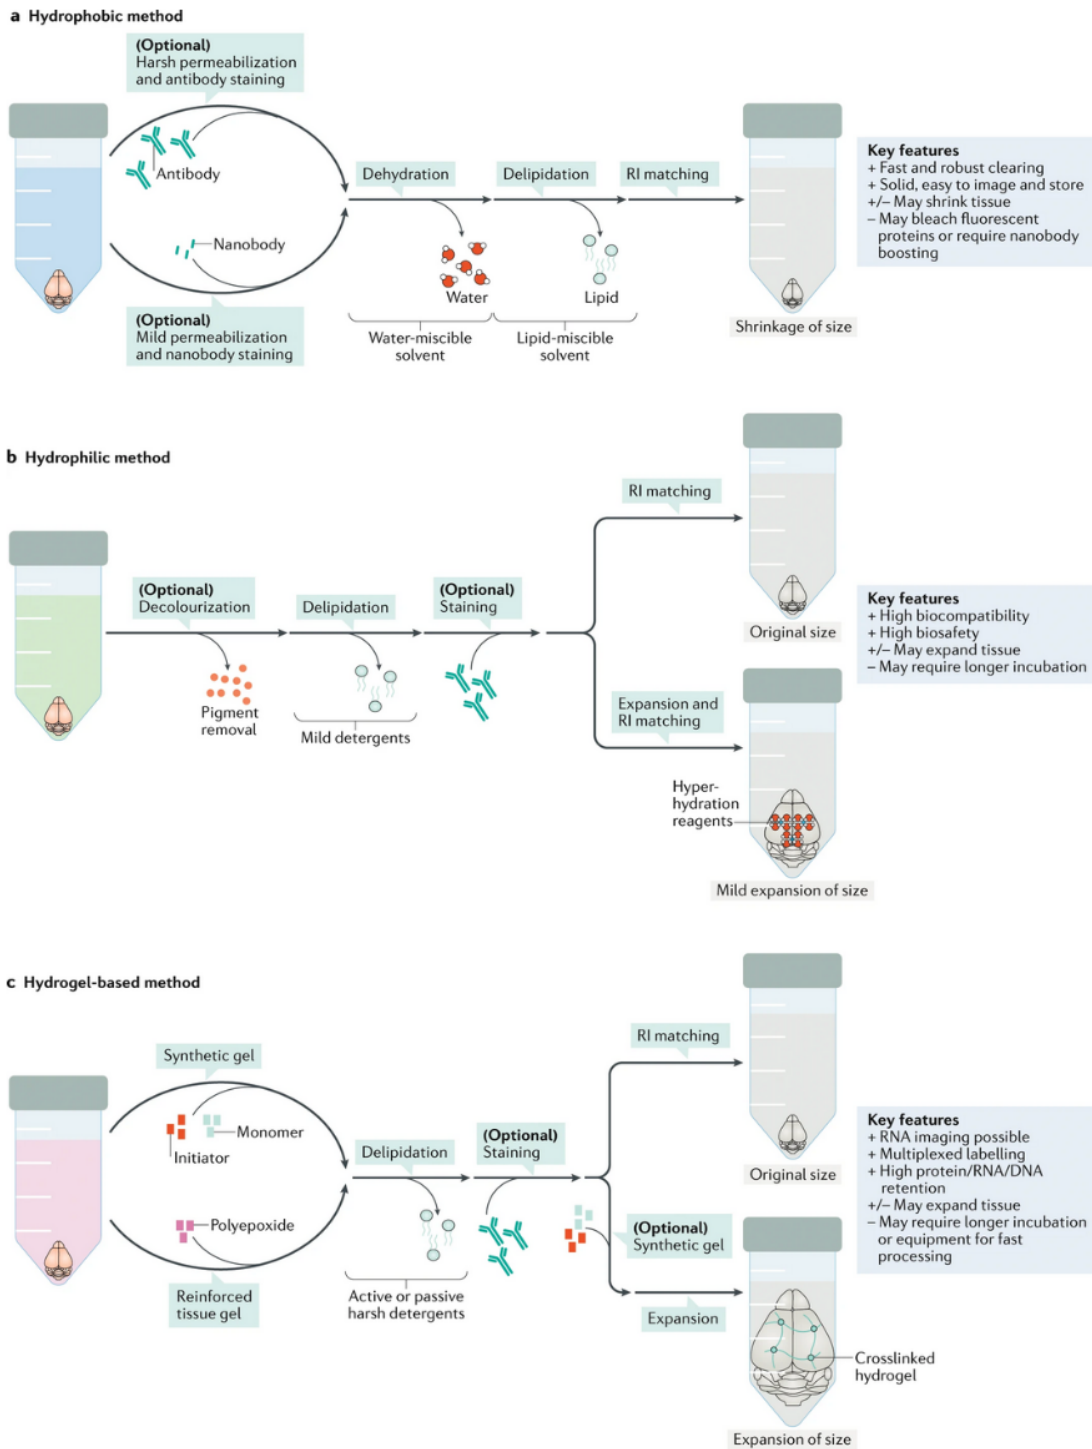 a Hydrophobic method
(Optional)
Harsh permeabilization
and antibody staining
Antibody
Nanobody
(Optional)
Mild permeabilization
and nanobody staining
Dehydration
Delipidation
RI matching
Water
Lipid
Water-miscible
solvent
Lipid-miscible
solvent
Shrinkage of size
Key features
+ Fast and robust clearing
+ Solid, easy to image and store
+/– May shrink tissue
– May bleach fluorescent
proteins or require nanobody
boosting
b Hydrophilic method
(Optional)
Decolourization
Delipidation
(Optional)
Staining
Pigment
removal
Mild detergents
RI matching
Original size
Expansion and
RI matching
Hyper-
hydration
reagents
Mild expansion of size
Key features
+ High biocompatibility
+ High biosafety
+/– May expand tissue
– May require longer incubation
c Hydrogel-based method
Synthetic gel
Monomer
Initiator
Polyepoxide
Reinforced
tissue gel
Delipidation
(Optional)
Staining
Active or passive
harsh detergents
RI matching
Original size
(Optional)
Synthetic gel
Expansion
Crosslinked
hydrogel
Expansion of size
Key features
+ RNA imaging possible
+ Multiplexed labelling
+ High protein/RNA/DNA
retention
+/– May expand tissue
– May require longer incubation
or equipment for fast
processing